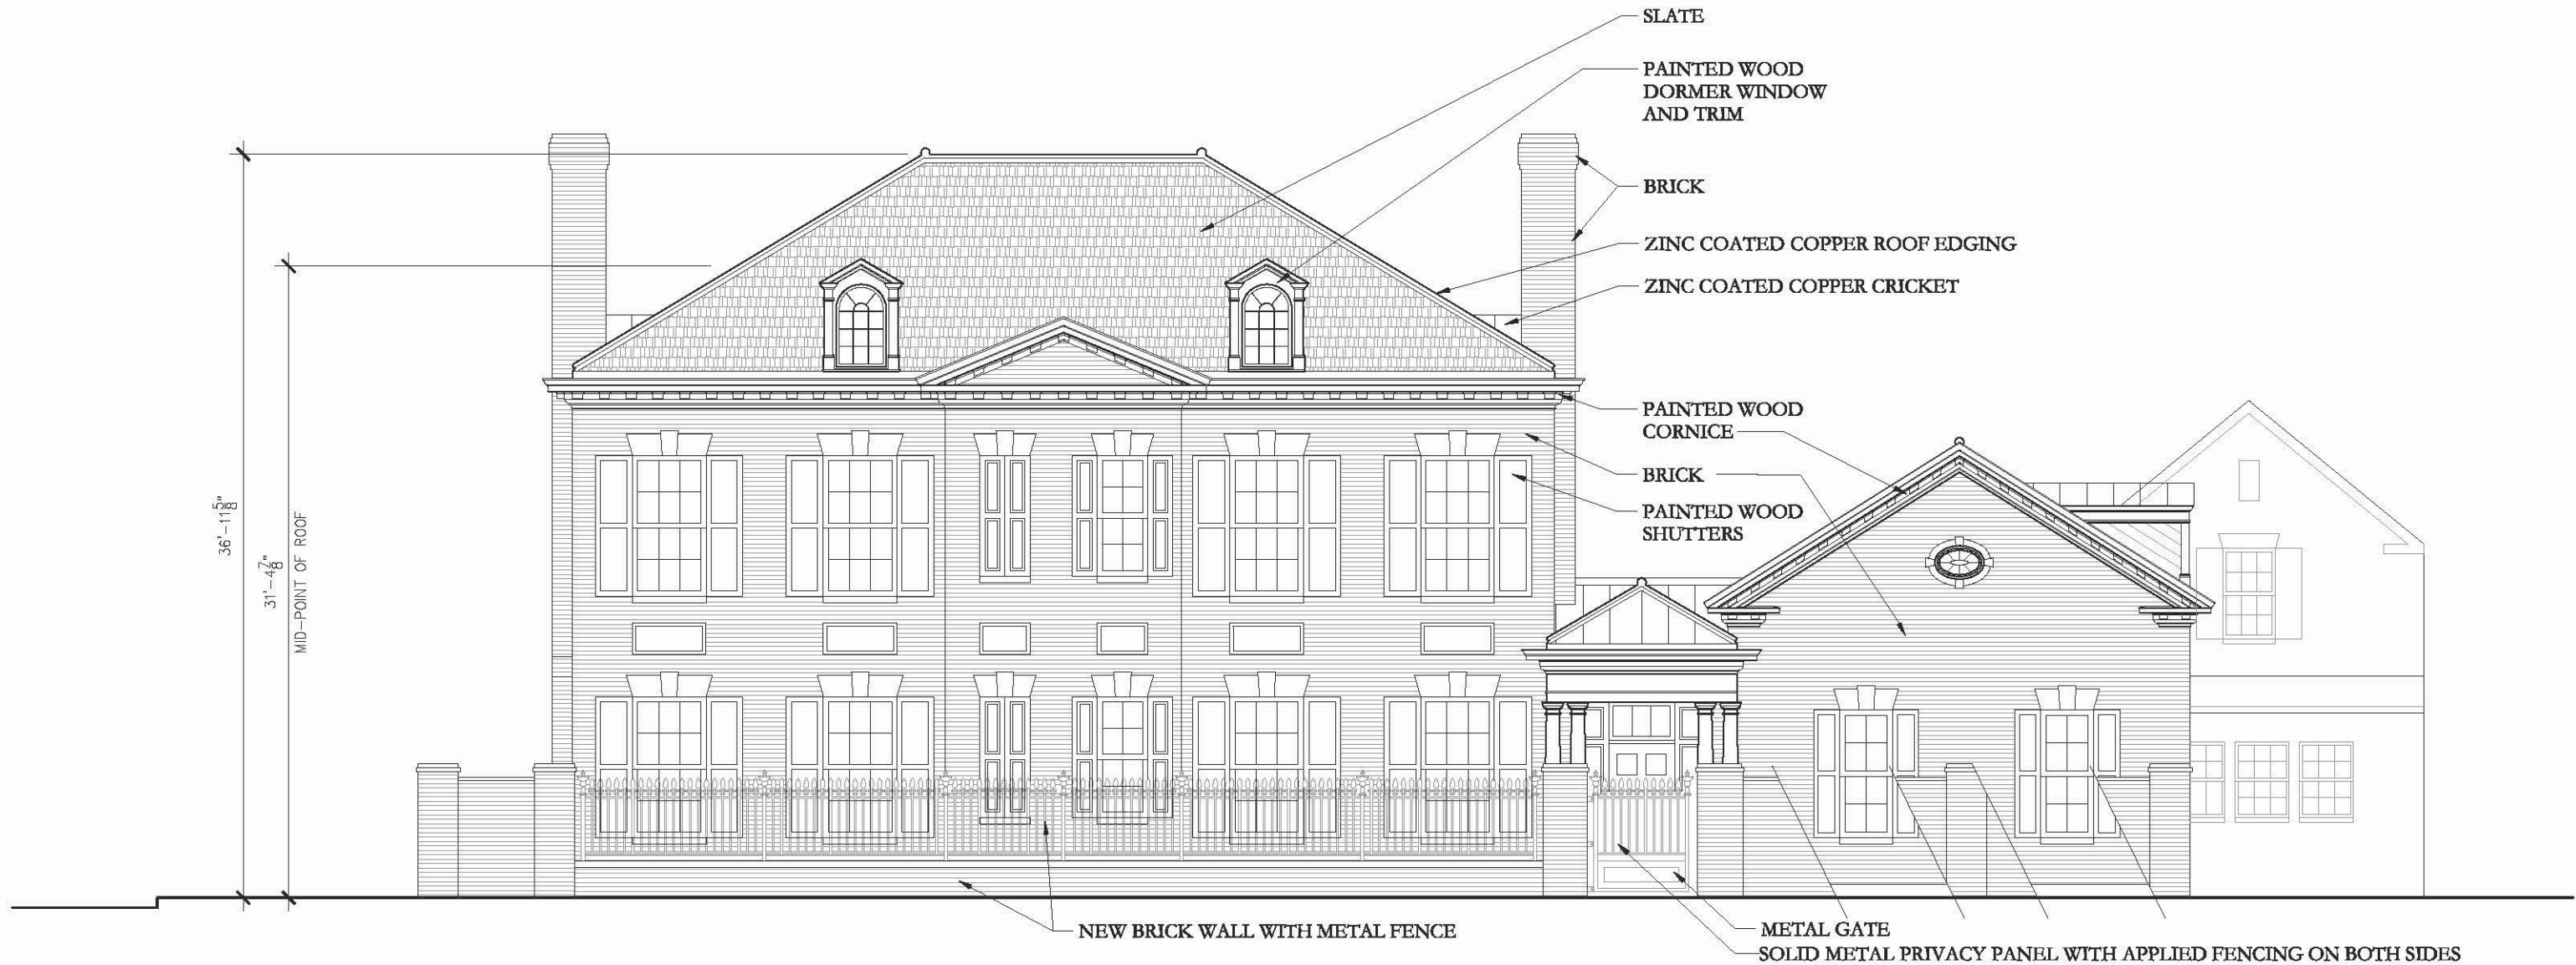 SLATE
PAINTED WOOD
DORMER WINDOW
AND TRIM
BRICK
ZINC COATED COPPER ROOF EDGING
ZINC COATED COPPER CRICKET
PAINTED WOOD
CORNICE
BRICK
PAINTED WOOD
SHUTTERS
36'-11 5/8"
31'-4 7/8"
MID-POINT OF ROOF
NEW BRICK WALL WITH METAL FENCE
METAL GATE
SOLID METAL PRIVACY PANEL WITH APPLIED FENCING ON BOTH SIDES